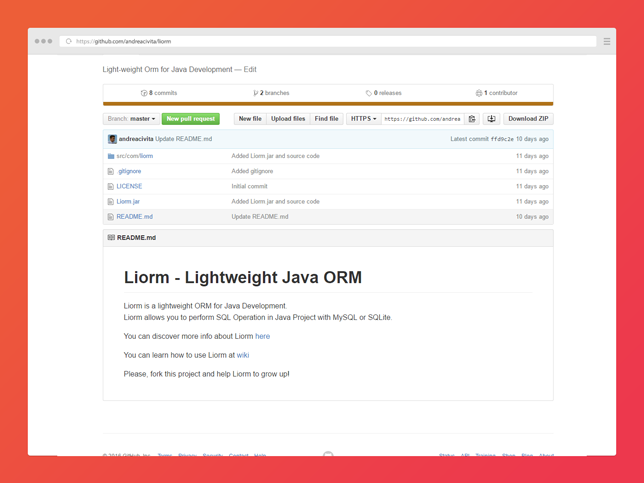 https://github.com/andreacivita/liorm
Light-weight Orm for Java Development — Edit
8 commits 2 branches 0 releases 1 contributor
Branch: master New pull request New file Upload files Find file HTTPS https://github.com/andrea Download ZIP
andreacivita Update README.md Latest commit ffd9c2e 10 days ago
src/com/liorm Added Liorm jar and source code 11 days ago
.gitignore Added gitignore 11 days ago
LICENSE Initial commit 11 days ago
Liorm.jar Added Liorm jar and source code 11 days ago
README.md Update README.md 10 days ago
README.md
Liorm - Lightweight Java ORM
Liorm is a lightweight ORM for Java Development.
Liorm allows you to perform SQL Operation in Java Project with MySQL or SQLite.
You can discover more info about Liorm here
You can learn how to use Liorm at wiki
Please, fork this project and help Liorm to grow up!
© 2016 GitHub, Inc. Terms Privacy Security Contact Help Status API Training Shop Blog About